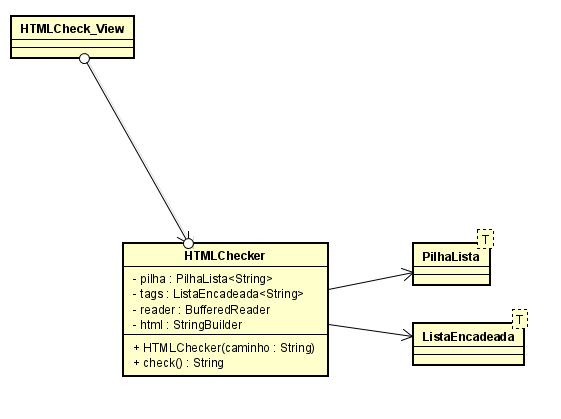 HTMLCheck_View
HTMLChecker
- pilha : PilhaLista<String>
- tags : ListaEncadeada<String>
- reader : BufferedReader
- html : StringBuilder
+ HTMLChecker(caminho : String)
+ check() : String
T
PilhaLista
T
ListaEncadeada